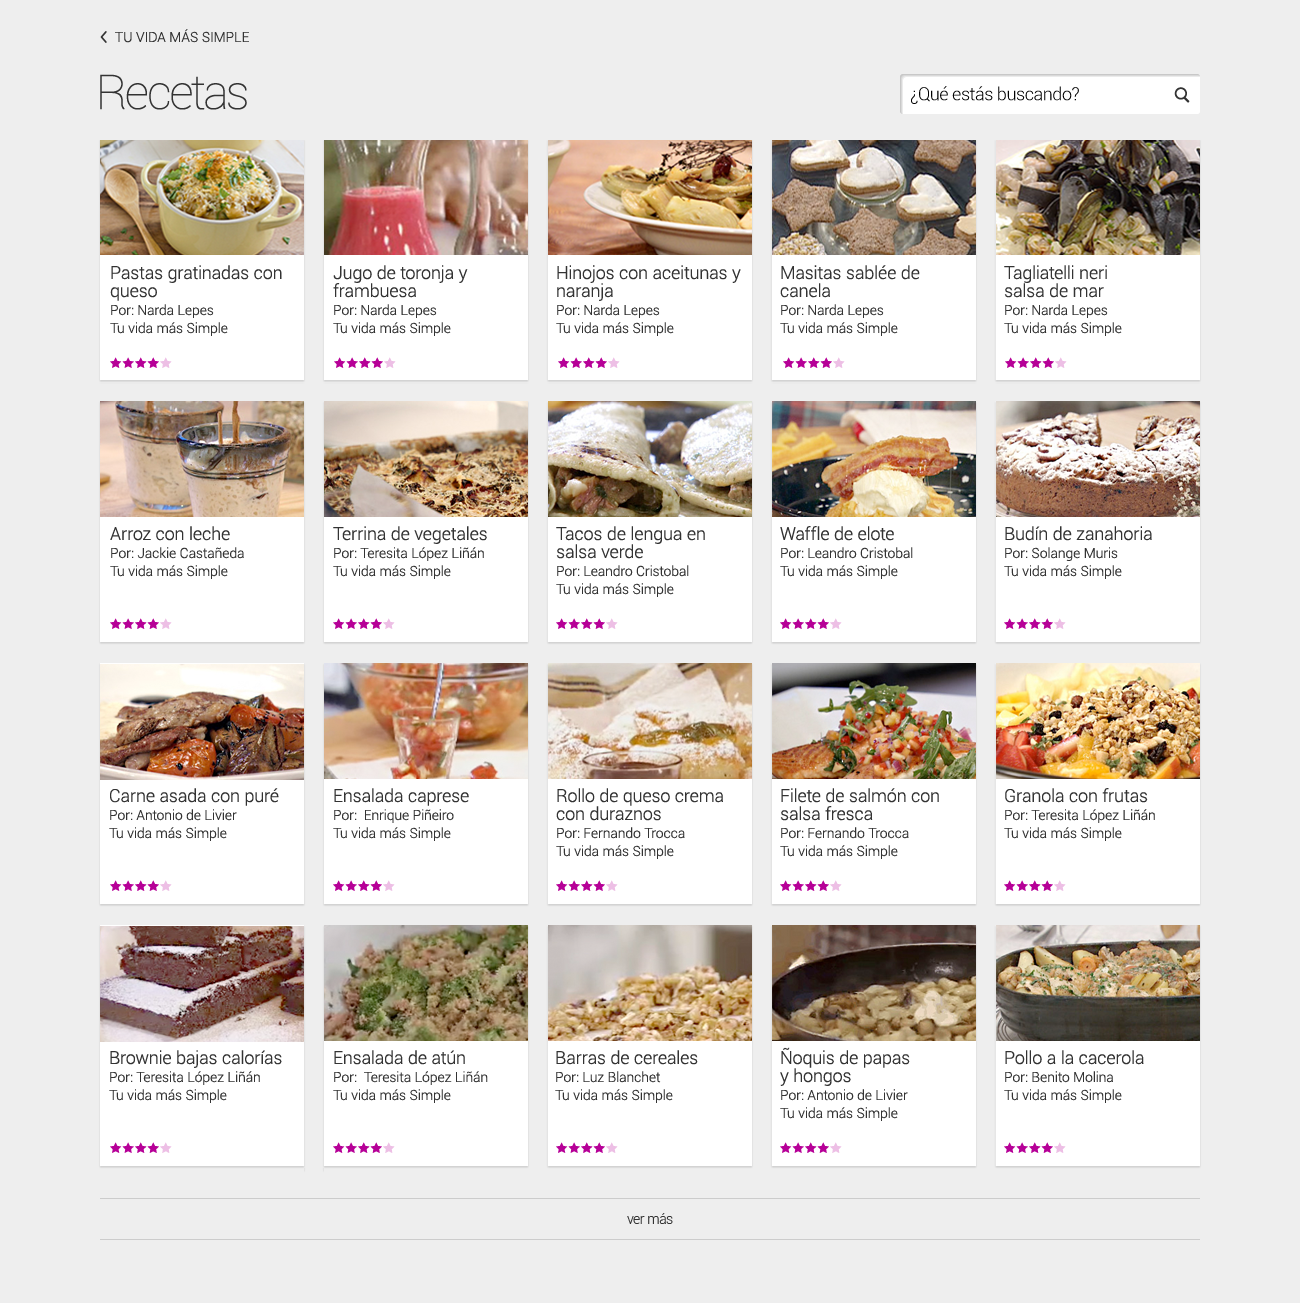 TU VIDA MÁS SIMPLE
Recetas
¿Qué estás buscando?
Pastas gratinadas con
queso
Por: Narda Lepes
Tu vida más Simple
Jugo de toronja y
frambuesa
Por: Narda Lepes
Tu vida más Simple
Hinojos con aceitunas y
naranja
Por: Narda Lepes
Tu vida más Simple
Masitas sablée de
canela
Por: Narda Lepes
Tu vida más Simple
Tagliatelli neri
salsa de mar
Por: Narda Lepes
Tu vida más Simple
Arroz con leche
Por: Jackie Castañeda
Tu vida más Simple
Terrina de vegetales
Por: Teresita López Liñán
Tu vida más Simple
Tacos de lengua en
salsa verde
Por: Leandro Cristobal
Tu vida más Simple
Waffle de elote
Por: Leandro Cristobal
Tu vida más Simple
Budín de zanahoria
Por: Solange Muris
Tu vida más Simple
Carne asada con puré
Por: Antonio de Livier
Tu vida más Simple
Ensalada caprese
Por: Enrique Piñeiro
Tu vida más Simple
Rollo de queso crema
con duraznos
Por: Fernando Trocca
Tu vida más Simple
Filete de salmón con
salsa fresca
Por: Fernando Trocca
Tu vida más Simple
Granola con frutas
Por: Teresita López Liñán
Tu vida más Simple
Brownie bajas calorías
Por: Teresita López Liñán
Tu vida más Simple
Ensalada de atún
Por: Teresita López Liñán
Tu vida más Simple
Barras de cereales
Por: Luz Blanchet
Tu vida más Simple
Ñoquis de papas
y hongos
Por: Antonio de Livier
Tu vida más Simple
Pollo a la cacerola
Por: Benito Molina
Tu vida más Simple
ver más